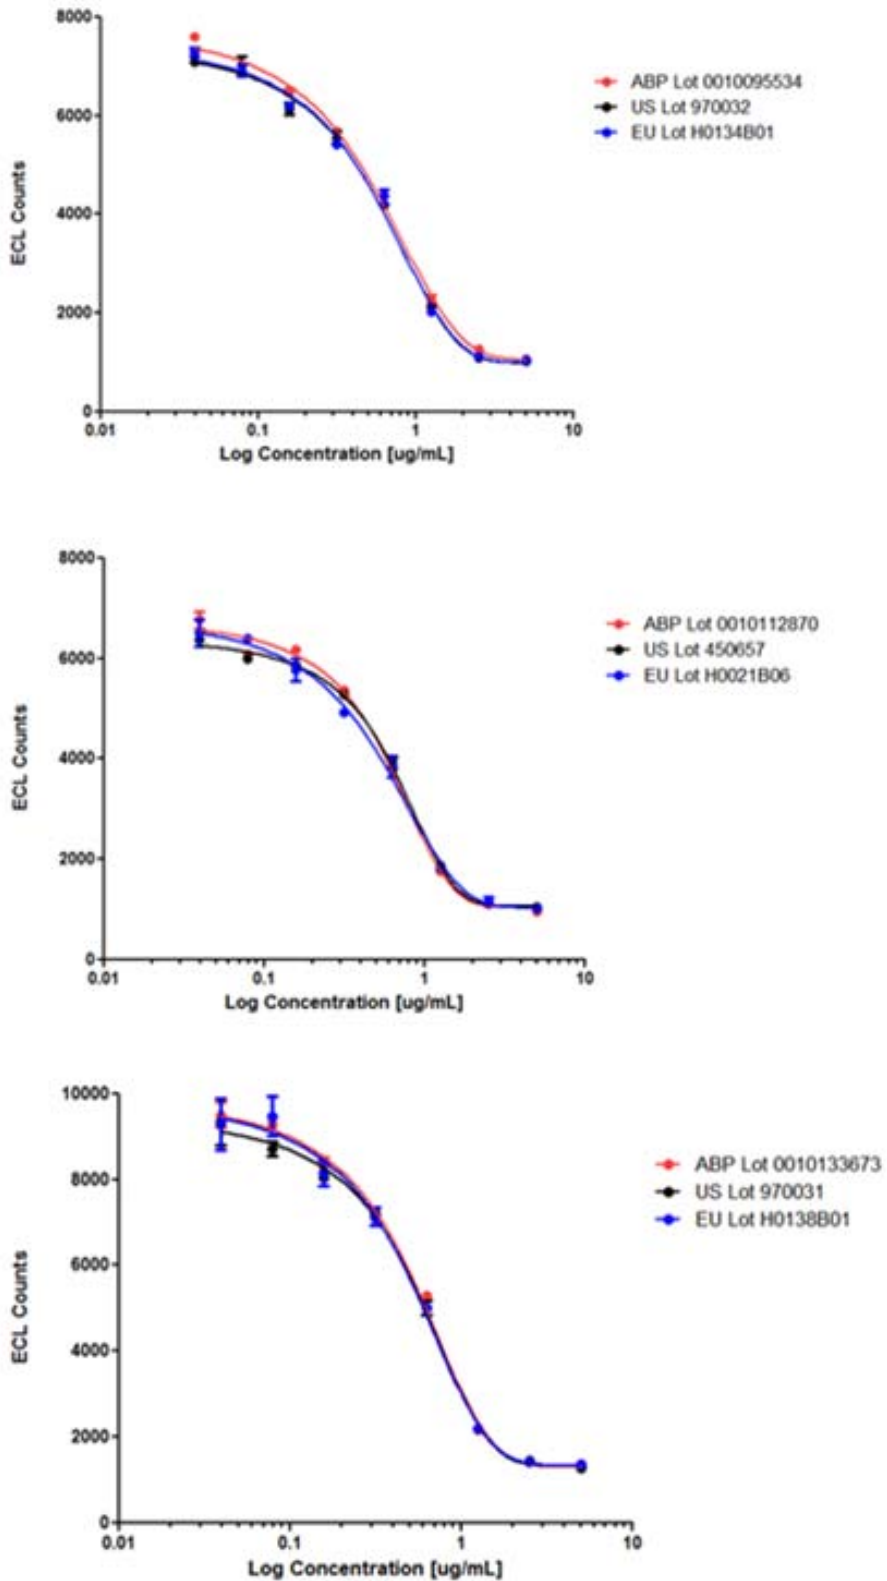 8000
6000
4000
2000
0
0.01
0.1
1
10
ECL Counts
Log Concentration [ug/mL]
ABP Lot 0010095534
US Lot 970032
EU Lot H0134B01
8000
6000
4000
2000
0
0.01
0.1
1
10
ECL Counts
Log Concentration [ug/mL]
ABP Lot 0010112870
US Lot 450657
EU Lot H0021B06
10000
8000
6000
4000
2000
0
0.01
0.1
1
10
ECL Counts
Log Concentration [ug/mL]
ABP Lot 0010133673
US Lot 970031
EU Lot H0138B01